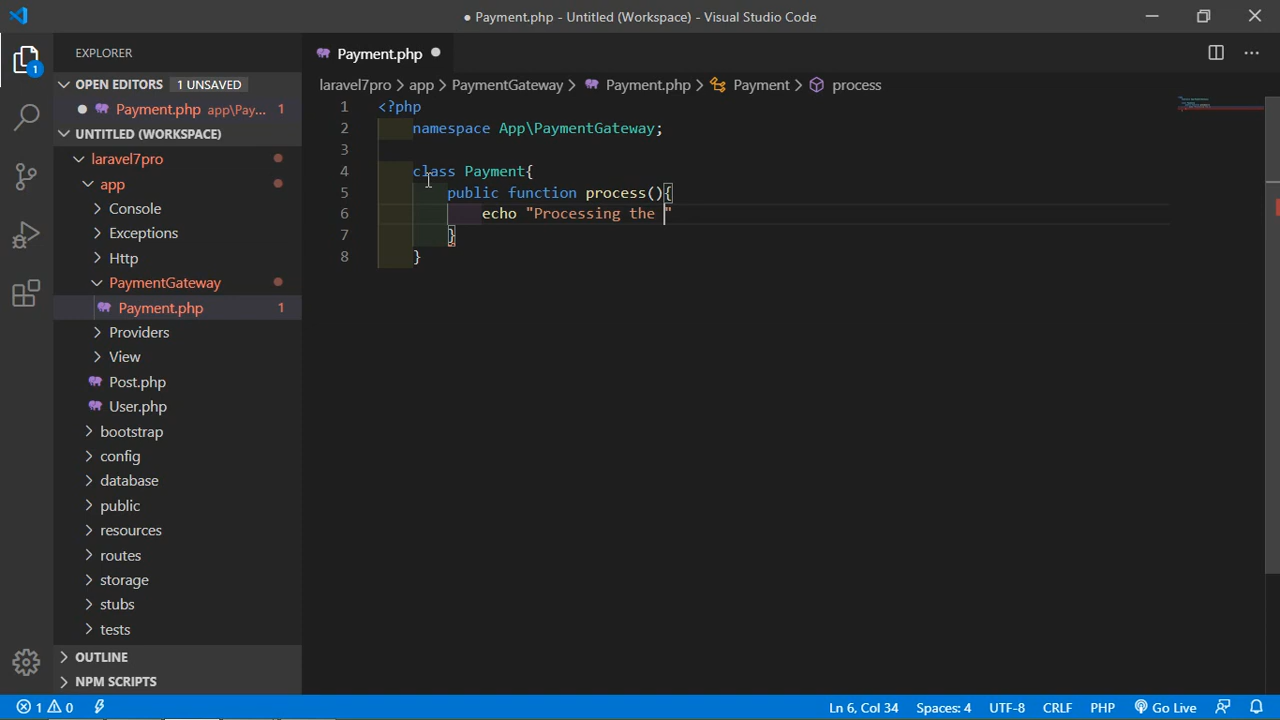 ● Payment.php - Untitled (Workspace) - Visual Studio Code
EXPLORER
OPEN EDITORS 1 UNSAVED
Payment.php app\Pay... 1
UNTITLED (WORKSPACE)
laravel7pro
app
Console
Exceptions
Http
PaymentGateway
Payment.php 1
Providers
View
Post.php
User.php
bootstrap
config
database
public
resources
routes
storage
stubs
tests
OUTLINE
NPM SCRIPTS
1
Payment.php
laravel7pro > app > PaymentGateway > Payment.php > Payment > process
1 <?php
2 namespace App\PaymentGateway;
3
4 class Payment{
5 public function process(){
6 echo "Processing the "
7 }
8 }
1 0
Ln 6, Col 34 Spaces: 4 UTF-8 CRLF PHP Go Live